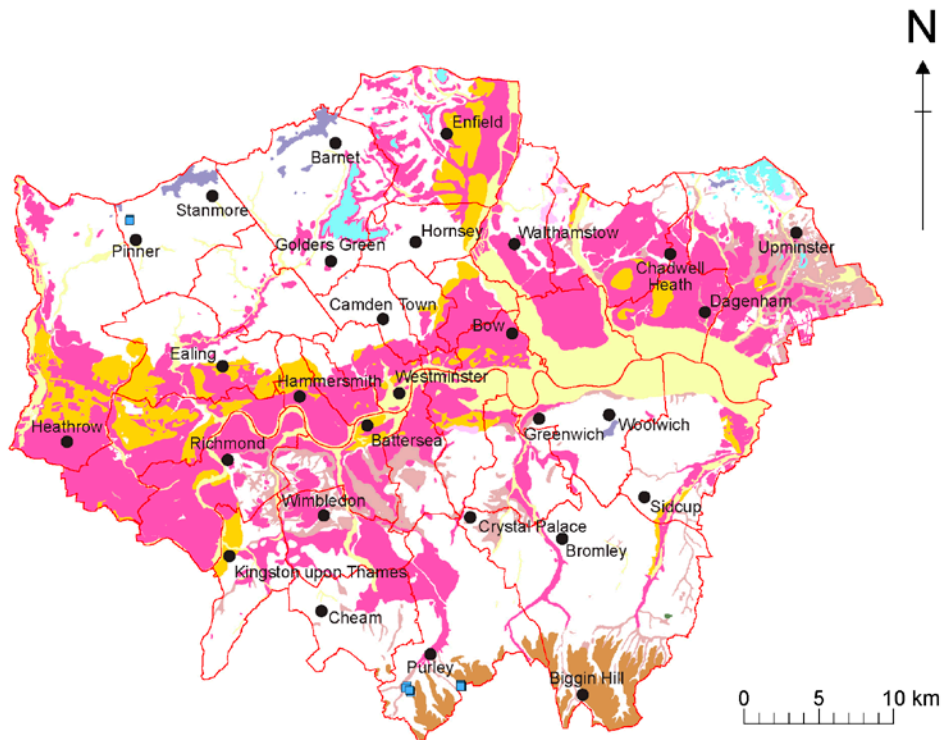 N
Enfield
Barnet
Stanmore
Pinner
Hornsey
Golders Green
Walthamstow
Upminster
Chadwell
Heath
Camden Town
Dagenham
Bow
Ealing
Hammersmith
Westminster
Heathrow
Richmond
Battersea
Greenwich
Woolwich
Wimbledon
Sidcup
Crystal Palace
Bromley
Kingston upon Thames
Cheam
Purley
Biggin Hill
0 5 10 km